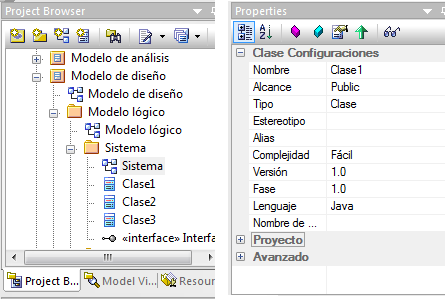 Project Browser
Modelo de análisis
Modelo de diseño
Modelo de diseño
Modelo lógico
Modelo lógico
Sistema
Sistema
Clase1
Clase2
Clase3
«interface» Interfa
Project B...
Model Vi...
Resour
Properties
Clase Configuraciones
Nombre Clase1
Alcance Public
Tipo Clase
Estereotipo
Alias
Complejidad Fácil
Versión 1.0
Fase 1.0
Lenguaje Java
Nombre de ...
Proyecto
Avanzado